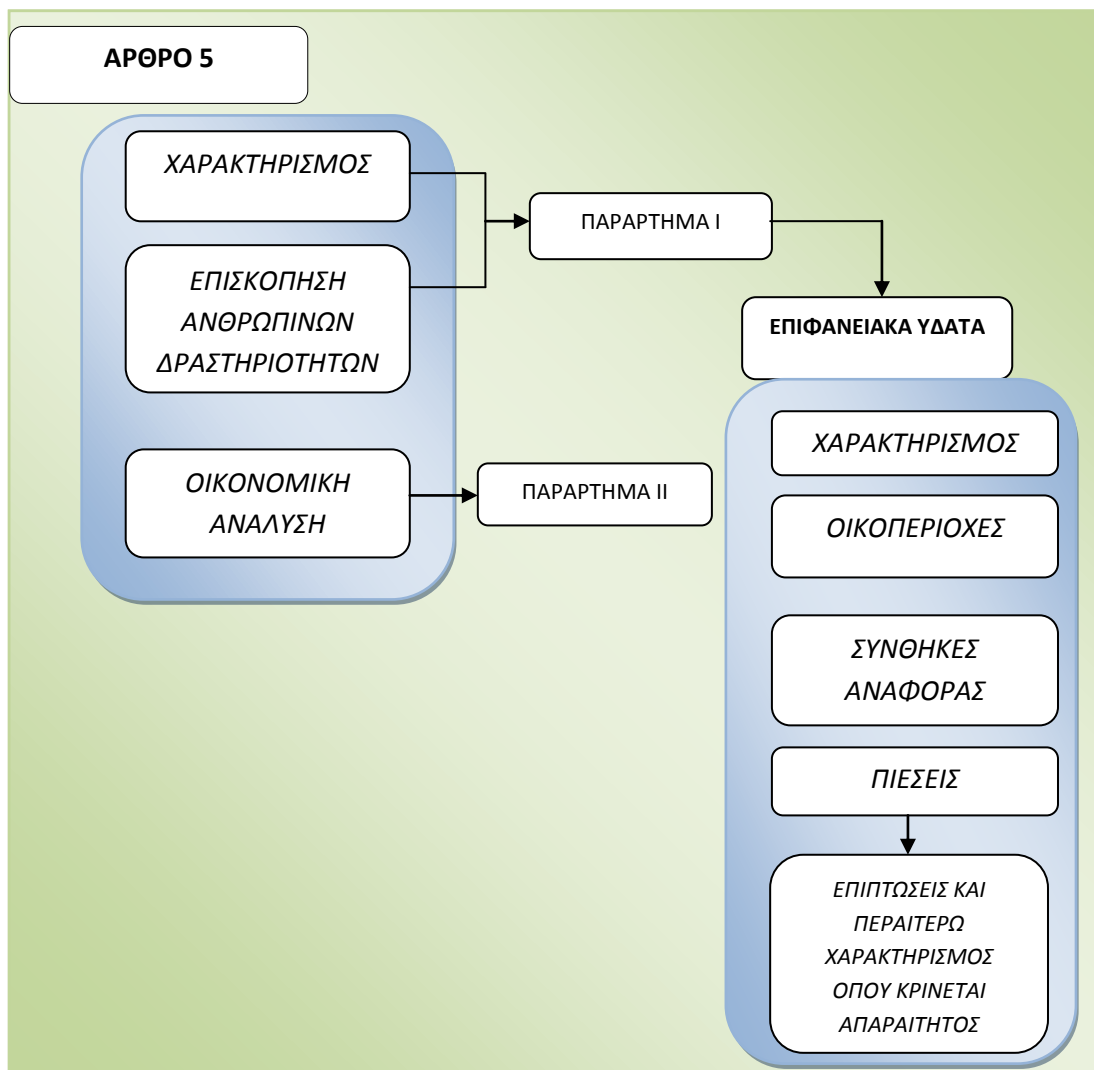 ΑΡΘΡΟ 5
ΧΑΡΑΚΤΗΡΙΣΜΟΣ
ΕΠΙΣΚΟΠΗΣΗ
ΑΝΘΡΩΠΙΝΩΝ
ΔΡΑΣΤΗΡΙΟΤΗΤΩΝ
ΟΙΚΟΝΟΜΙΚΗ
ΑΝΑΛΥΣΗ
ΠΑΡΑΡΤΗΜΑ Ι
ΠΑΡΑΡΤΗΜΑ ΙΙ
ΕΠΙΦΑΝΕΙΑΚΑ ΥΔΑΤΑ
ΧΑΡΑΚΤΗΡΙΣΜΟΣ
ΟΙΚΟΠΕΡΙΟΧΕΣ
ΣΥΝΘΗΚΕΣ
ΑΝΑΦΟΡΑΣ
ΠΙΕΣΕΙΣ
ΕΠΙΠΤΩΣΕΙΣ ΚΑΙ
ΠΕΡΑΙΤΕΡΩ
ΧΑΡΑΚΤΗΡΙΣΜΟΣ
ΟΠΟΥ ΚΡΙΝΕΤΑΙ
ΑΠΑΡΑΙΤΗΤΟΣ